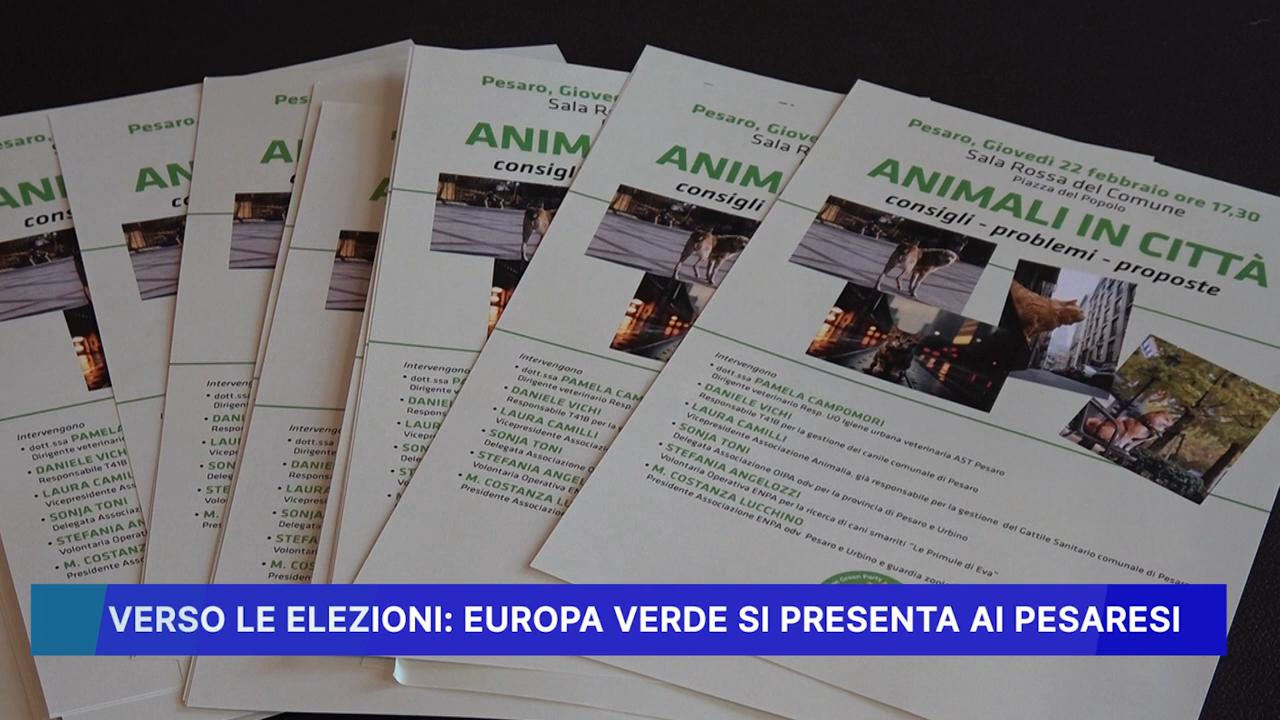 Pesaro, Giovedì 22 febbraio ore 17,30
Sala Rossa del Comune
Piazza del Popolo
ANIMALI IN CITTÀ
consigli - problemi - proposte
Intervengono
• dott.ssa PAMELA CAMPOMORI
Dirigente veterinario Resp. UO Igiene urbana veterinaria AST Pesaro
• DANIELE VICHI
Responsabile T41B per la gestione del canile comunale di Pesaro
• LAURA CAMILLI
Vicepresidente Associazione Animalia, già responsabile per la gestione del Gattile Sanitario comunale di Pesaro
• SONJA TONI
Delegata Associazione OIPA odv per la provincia di Pesaro e Urbino
• STEFANIA ANGELOZZI
Volontaria Operativa ENPA per la ricerca di cani smarriti "Le Primule di Eva"
• M. COSTANZA LUCCHINO
Presidente Associazione ENPA odv Pesaro e Urbino e guardia
Green Party
VERSO LE ELEZIONI: EUROPA VERDE SI PRESENTA AI PESARESI